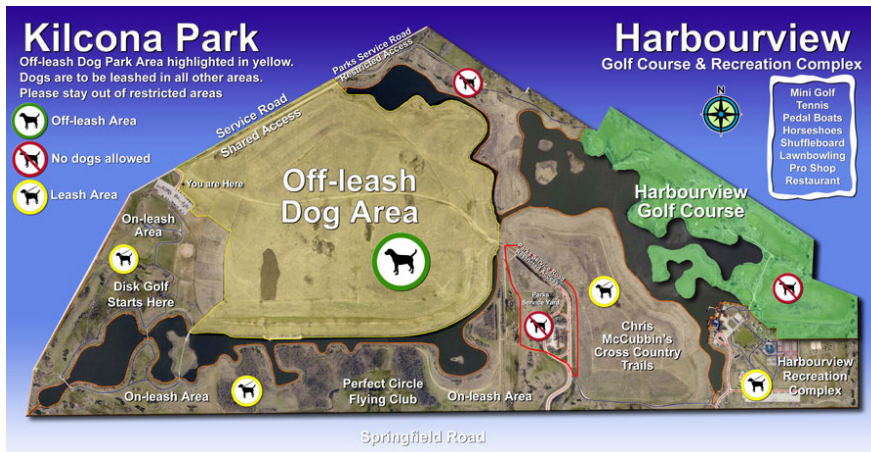 Kilcona Park
Off-leash Dog Park Area highlighted in yellow.
Dogs are to be leashed in all other areas.
Please stay out of restricted areas
Off-leash Area
No dogs allowed
Leash Area
Harbourview
Golf Course & Recreation Complex
N
Mini Golf
Tennis
Pedal Boats
Horseshoes
Shuffleboard
Lawnbowling
Pro Shop
Restaurant
Parks Service Road
Restricted Access
Service Road
Shared Access
You are Here
Off-leash
Dog Area
On-leash
Area
Disk Golf
Starts Here
Harbourview
Golf Course
Parks
Service Yard
Chris
McCubbin's
Cross Country
Trails
Harbourview
Recreation
Complex
On-leash Area
Perfect Circle
Flying Club
On-leash Area
Springfield Road